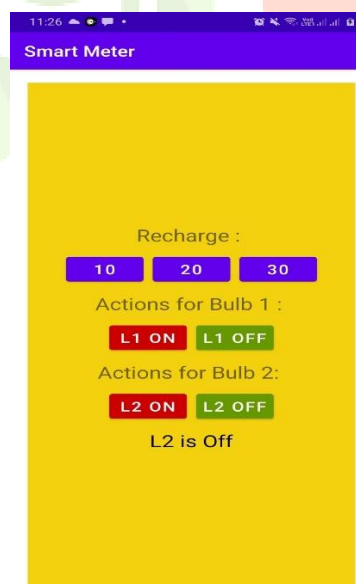 11:26
Smart Meter
Recharge :
10 20 30
Actions for Bulb 1 :
L1 ON L1 OFF
Actions for Bulb 2:
L2 ON L2 OFF
L2 is Off